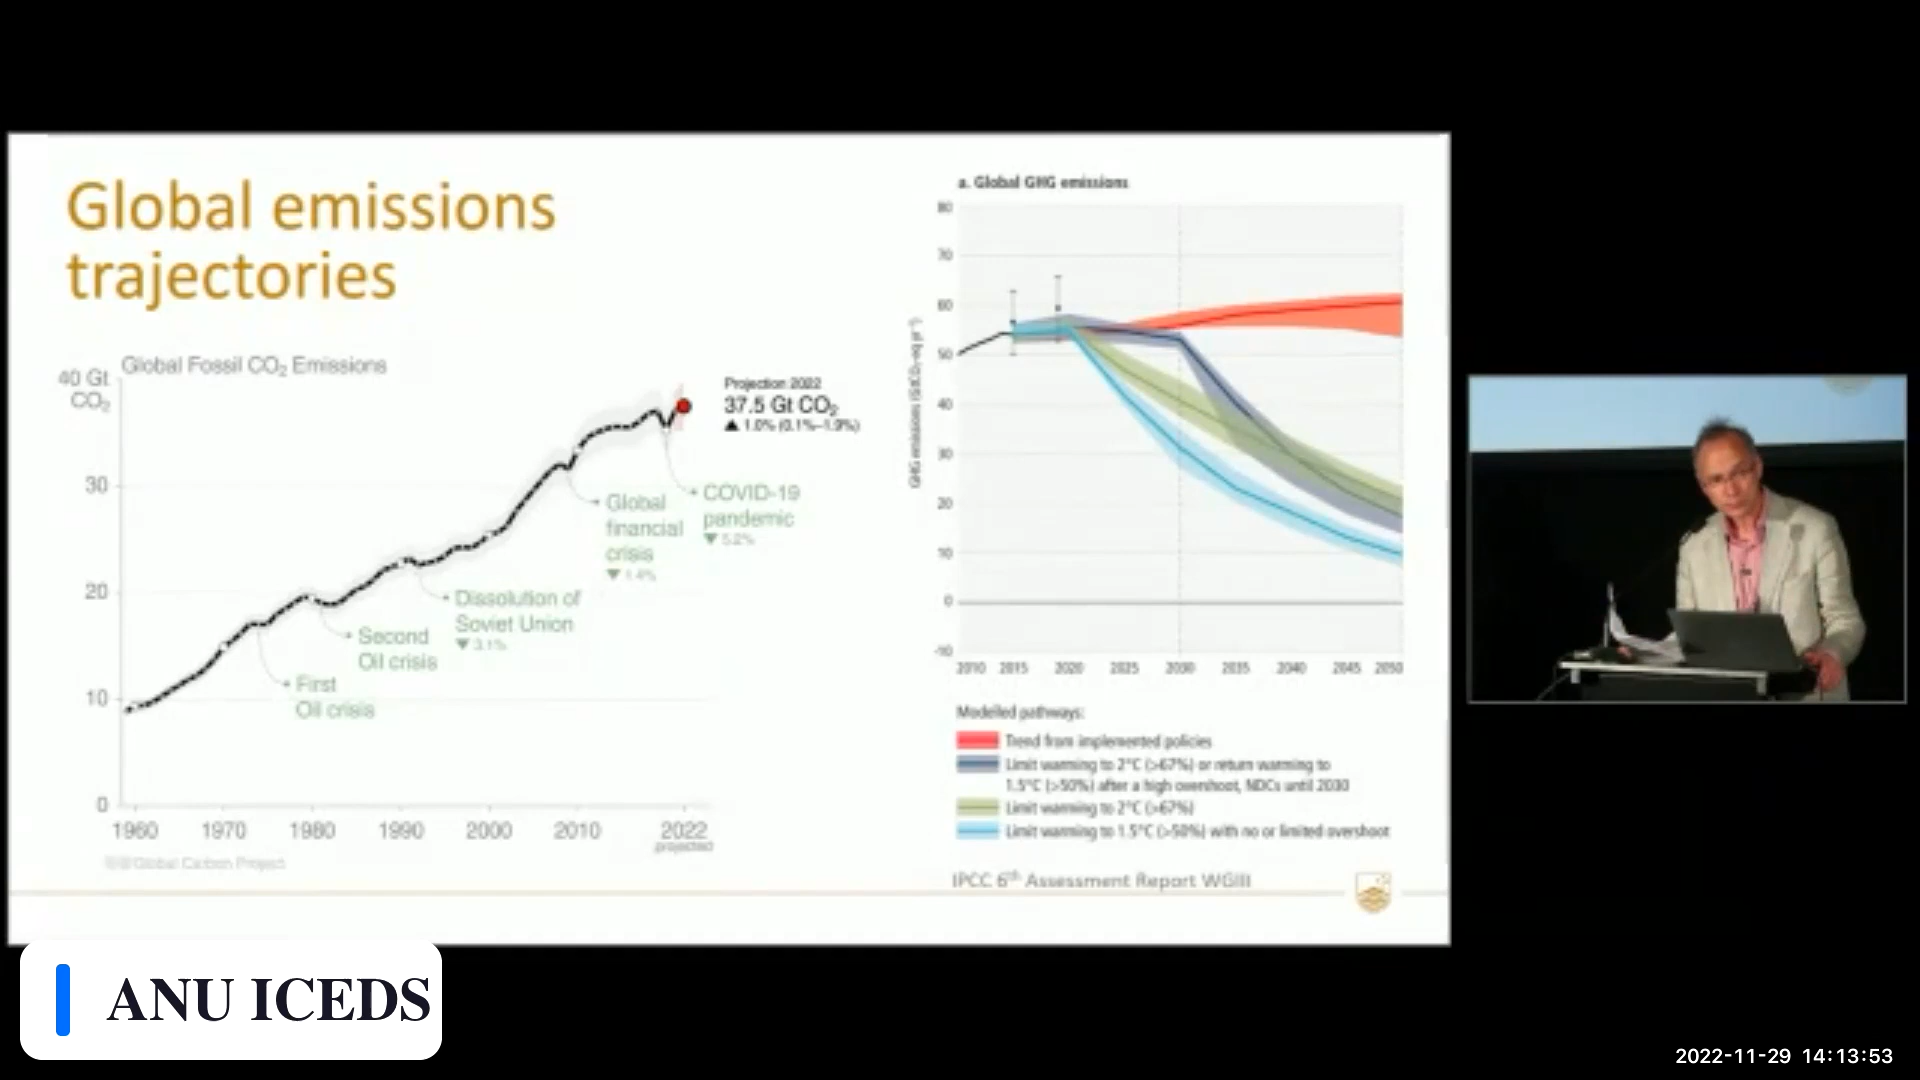 Global emissions
trajectories
Global Fossil CO₂ Emissions
40 Gt
CO₂
30
20
10
0
1960 1970 1980 1990 2000 2010 2022
projected
Projection 2022
37.5 Gt CO₂
▲ 1.0% (0.1%–1.9%)
COVID-19
pandemic
▼ 5.2%
Global
financial
crisis
▼ 1.4%
Dissolution of
Soviet Union
▼ 3.1%
Second
Oil crisis
First
Oil crisis
Global Carbon Project
a. Global GHG emissions
GHG emissions (GtCO₂-eq yr⁻¹)
80
70
60
50
40
30
20
10
0
-10
2010 2015 2020 2025 2030 2035 2040 2045 2050
Modelled pathways:
Trend from implemented policies
Limit warming to 2°C (>67%) or return warming to
1.5°C (>50%) after a high overshoot, NDCs until 2030
Limit warming to 2°C (>67%)
Limit warming to 1.5°C (>50%) with no or limited overshoot
IPCC 6th Assessment Report WGIII
ANU ICEDS
2022-11-29 14:13:53